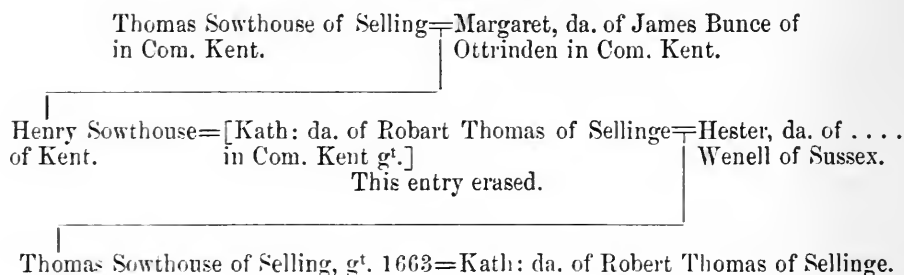 Thomas Sowthouse of Selling=Margaret, da. of James Bunce of
in Com. Kent. Ottrinden in Com. Kent.
Henry Sowthouse=[Kath: da. of Robart Thomas of Sellinge=Hester, da. of ....
of Kent. in Com. Kent gᵗ.] Wenell of Sussex.
This entry erased.
Thomas Sowthouse of Selling, gᵗ. 1663=Kath: da. of Robert Thomas of Sellinge.